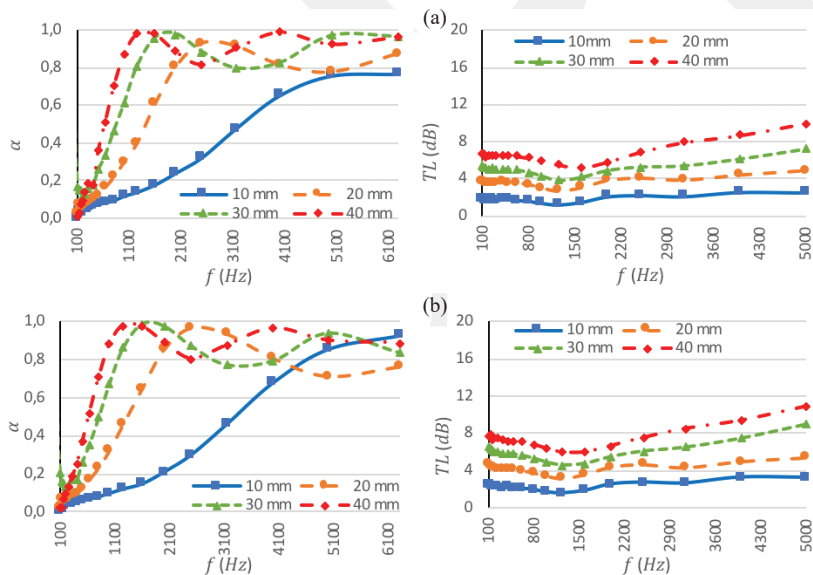 (a)
1,0
0,8
0,6
0,4
0,2
0,0
α
10 mm
20 mm
30 mm
40 mm
100
1100
2100
3100
4100
5100
6100
f (Hz)
20
16
12
8
4
0
TL (dB)
10mm
20 mm
30 mm
40 mm
100
800
1500
2200
2900
3600
4300
5000
f (Hz)
(b)
1,0
0,8
0,6
0,4
0,2
0,0
α
10 mm
20 mm
30 mm
40 mm
100
1100
2100
3100
4100
5100
6100
f (Hz)
20
16
12
8
4
0
TL (dB)
10 mm
20 mm
30 mm
40 mm
100
800
1500
2200
2900
3600
4300
5000
f (Hz)